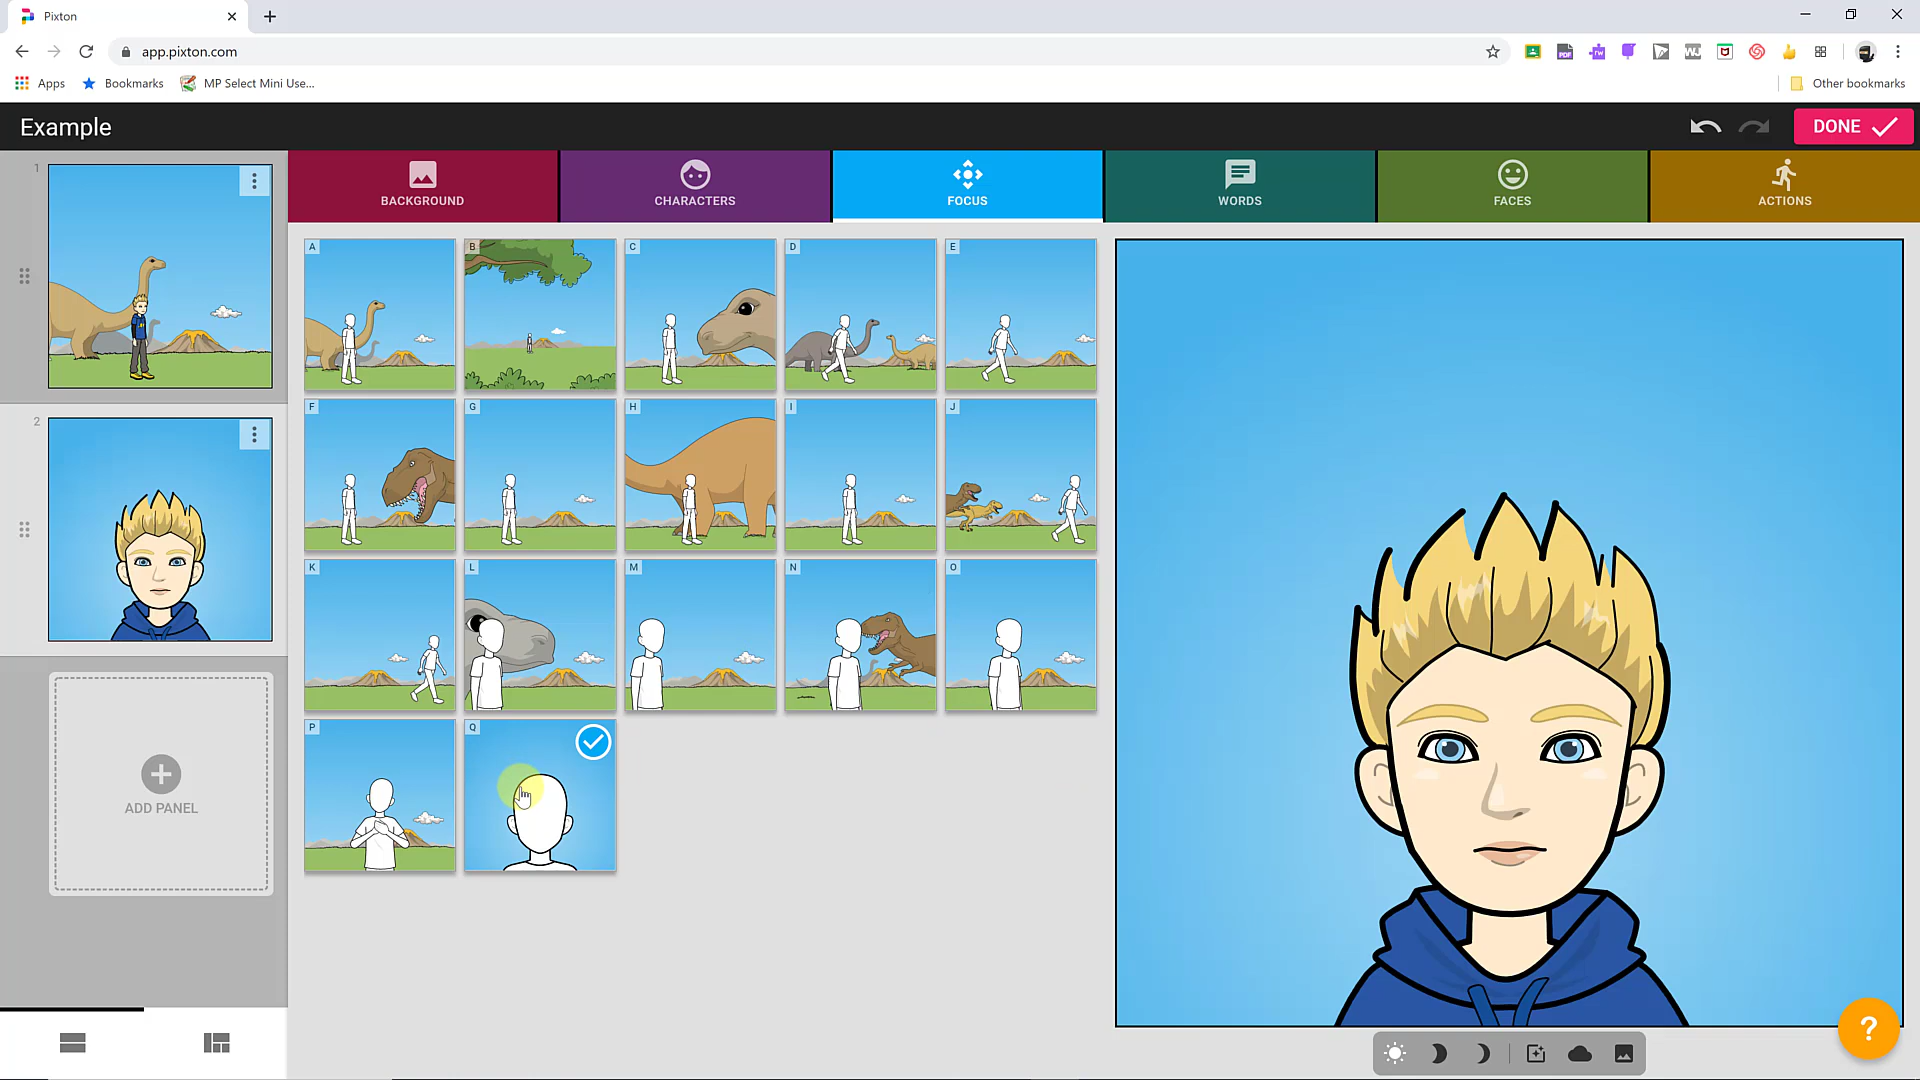 Pixton
app.pixton.com
Apps
Bookmarks
MP Select Mini Use...
Other bookmarks
Example
DONE
1
2
ADD PANEL
BACKGROUND
CHARACTERS
FOCUS
WORDS
FACES
ACTIONS
A
B
C
D
E
F
G
H
I
J
K
L
M
N
O
P
Q
?